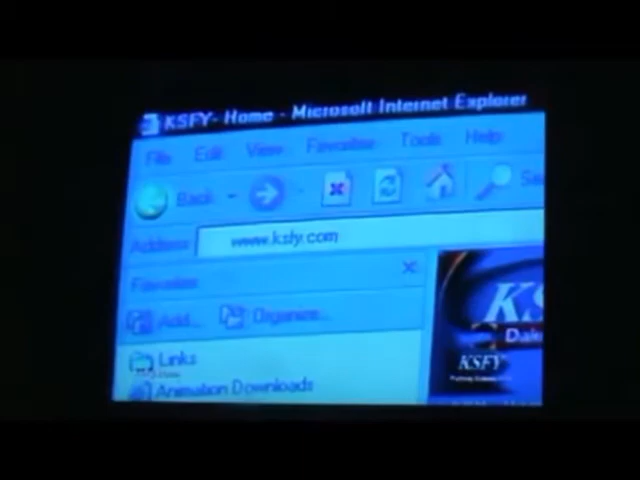 KSFY - Home - Microsoft Internet Explorer
File Edit View Favorites Tools Help
Back
Address www.ksfy.com
Favorites
Add... Organize...
Links
Animation Downloads
KSFY